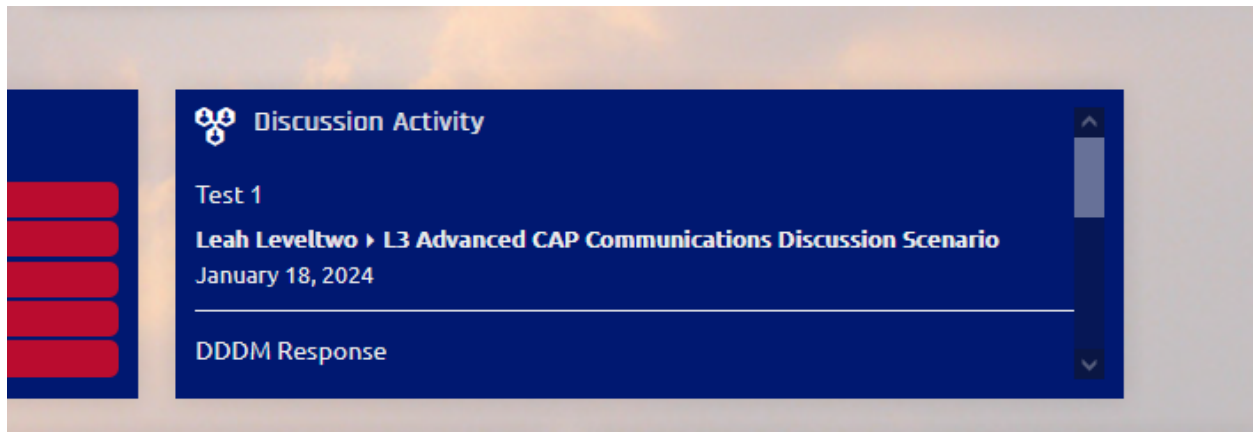 Discussion Activity
Test 1
Leah Leveltwo ▸ L3 Advanced CAP Communications Discussion Scenario
January 18, 2024
DDDM Response